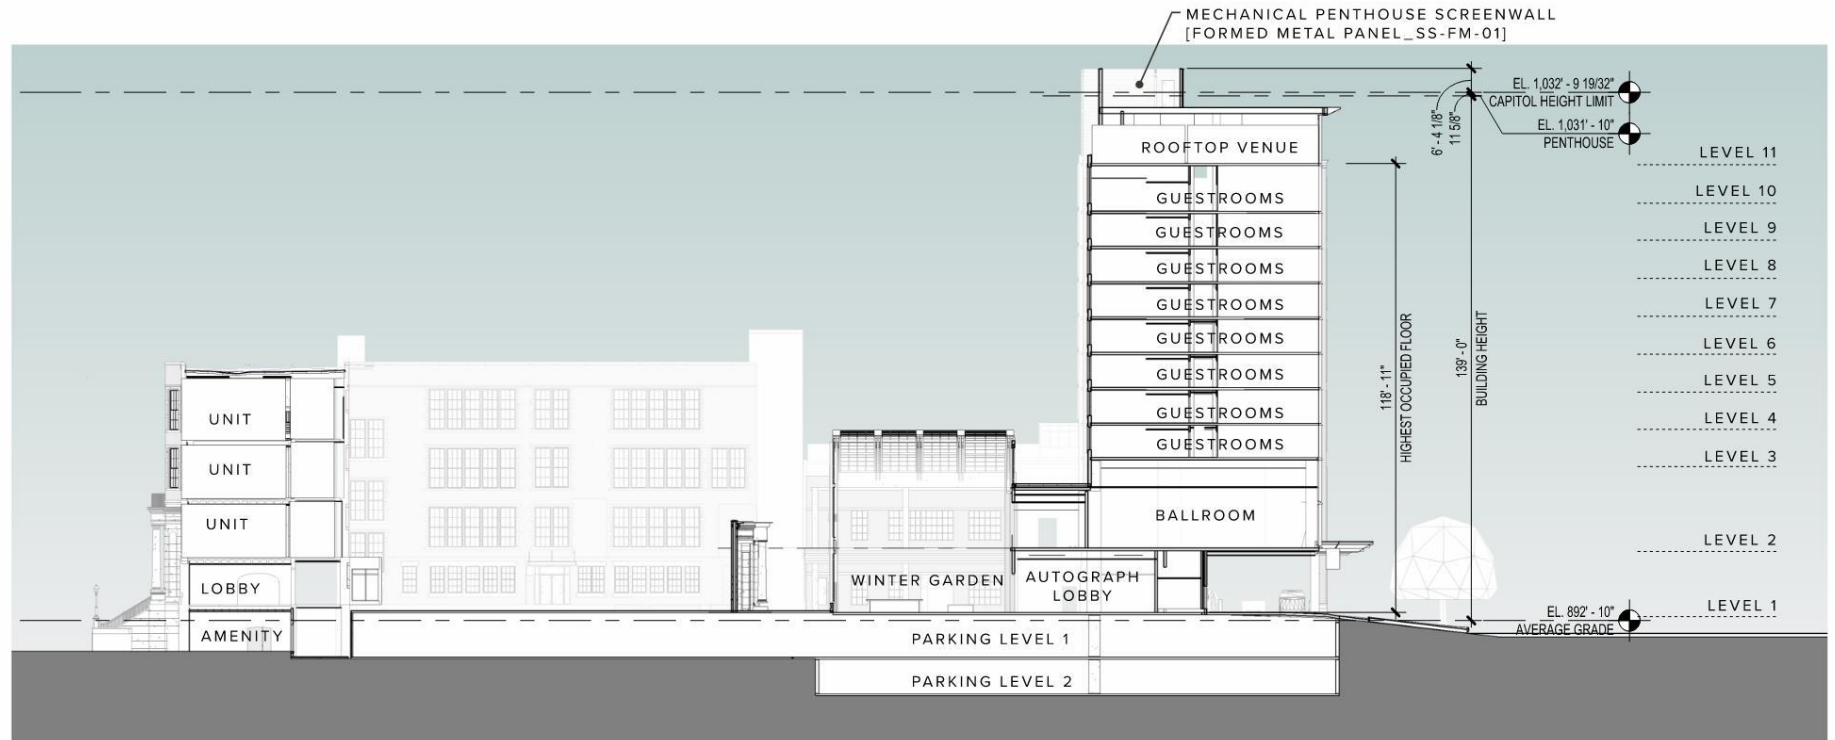 MECHANICAL PENTHOUSE SCREENWALL
[FORMED METAL PANEL_SS-FM-01]
EL. 1,032' - 9 19/32"
CAPITOL HEIGHT LIMIT
EL. 1,031' - 10"
PENTHOUSE
6' - 4 1/8"
11 5/8"
LEVEL 11
LEVEL 10
LEVEL 9
LEVEL 8
LEVEL 7
LEVEL 6
LEVEL 5
LEVEL 4
LEVEL 3
LEVEL 2
LEVEL 1
139' - 0"
BUILDING HEIGHT
118' - 11"
HIGHEST OCCUPIED FLOOR
ROOFTOP VENUE
GUESTROOMS
GUESTROOMS
GUESTROOMS
GUESTROOMS
GUESTROOMS
GUESTROOMS
GUESTROOMS
GUESTROOMS
BALLROOM
UNIT
UNIT
UNIT
LOBBY
AMENITY
WINTER GARDEN
AUTOGRAPH
LOBBY
PARKING LEVEL 1
PARKING LEVEL 2
EL. 892' - 10"
AVERAGE GRADE